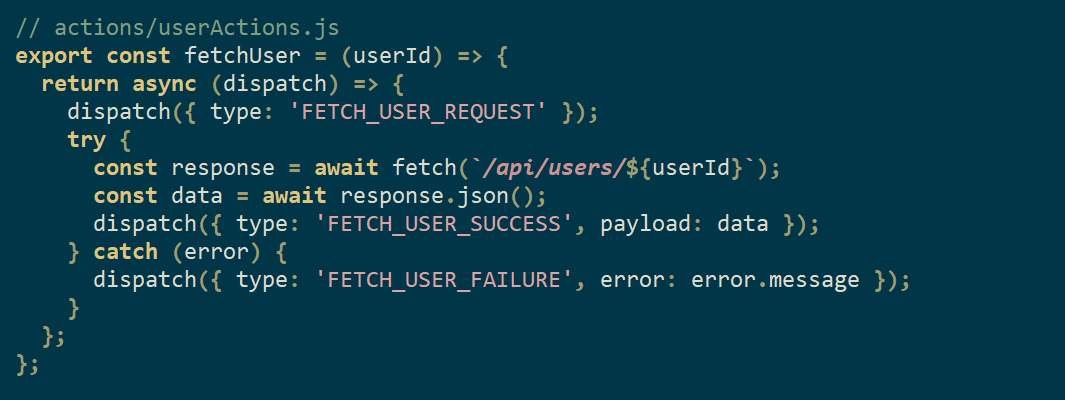 // actions/userActions.js
export const fetchUser = (userId) => {
  return async (dispatch) => {
    dispatch({ type: 'FETCH_USER_REQUEST' });
    try {
      const response = await fetch(`/api/users/${userId}`);
      const data = await response.json();
      dispatch({ type: 'FETCH_USER_SUCCESS', payload: data });
    } catch (error) {
      dispatch({ type: 'FETCH_USER_FAILURE', error: error.message });
    }
  };
};